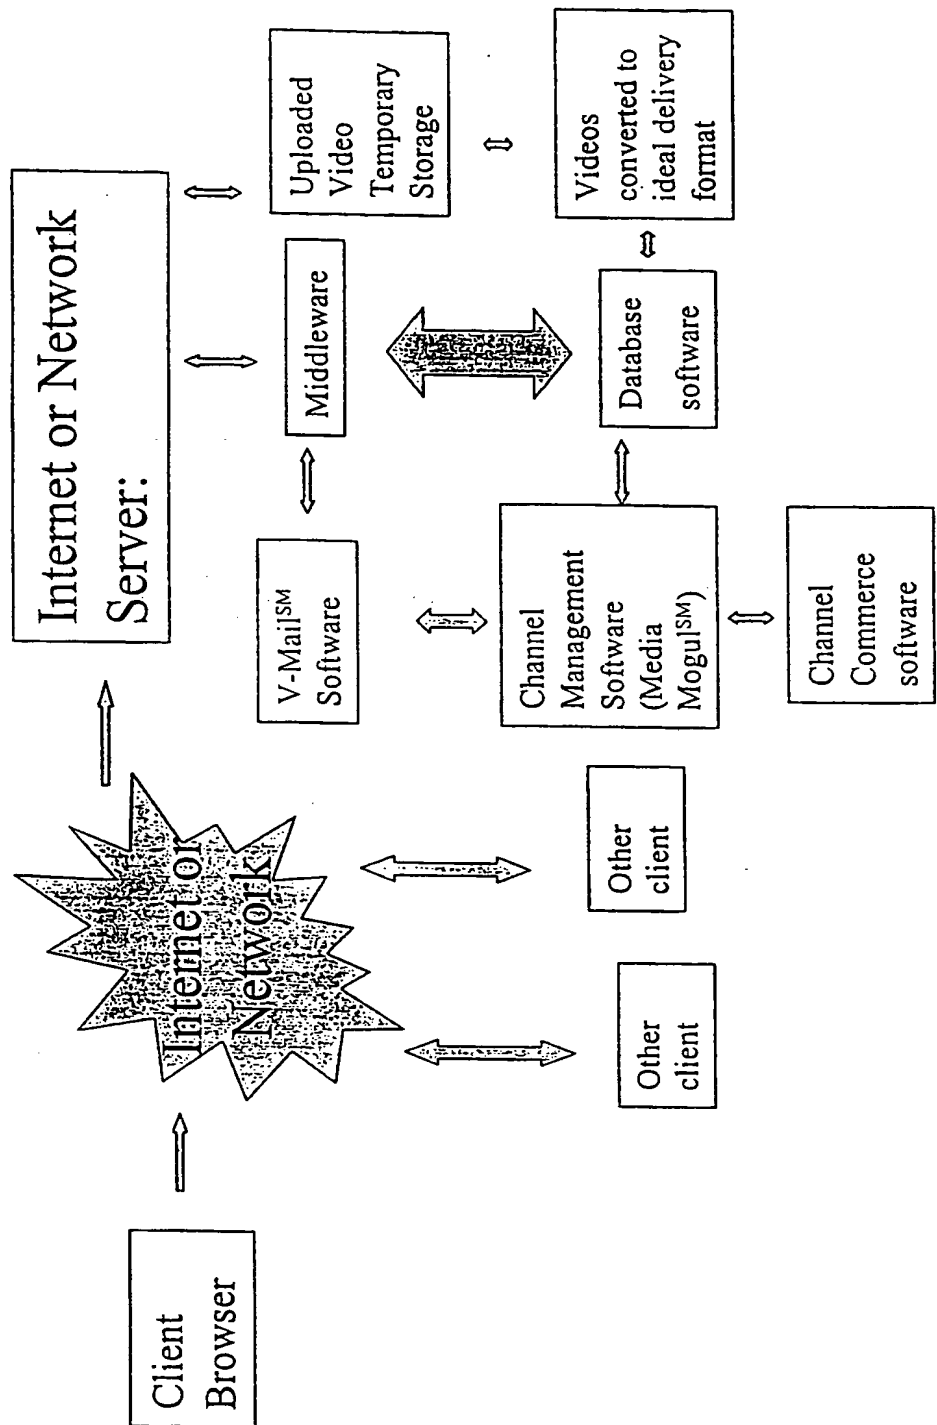 Client
Browser
Internet or
Network
Internet or Network
Server:
Other
client
Other
client
V-Mail℠
Software
Middleware
Uploaded
Video
Temporary
Storage
Channel
Management
Software
(Media
Mogul℠)
Database
software
Videos
converted to
ideal delivery
format
Channel
Commerce
software